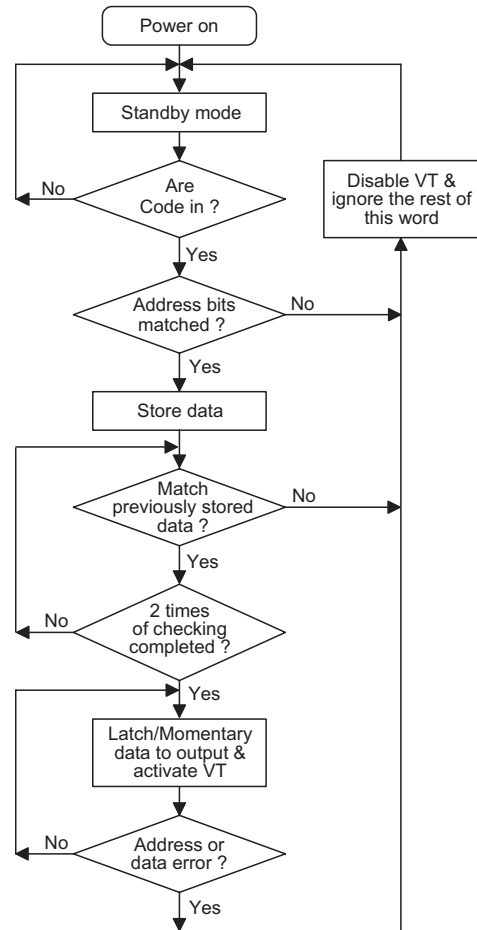 Power on
Standby mode
No
Are
Code in ?
Yes
Disable VT &
ignore the rest of
this word
Address bits
matched ?
No
Yes
Store data
Match
previously stored
data ?
No
Yes
2 times
of checking
completed ?
No
Yes
Latch/Momentary
data to output &
activate VT
Address or
data error ?
No
Yes